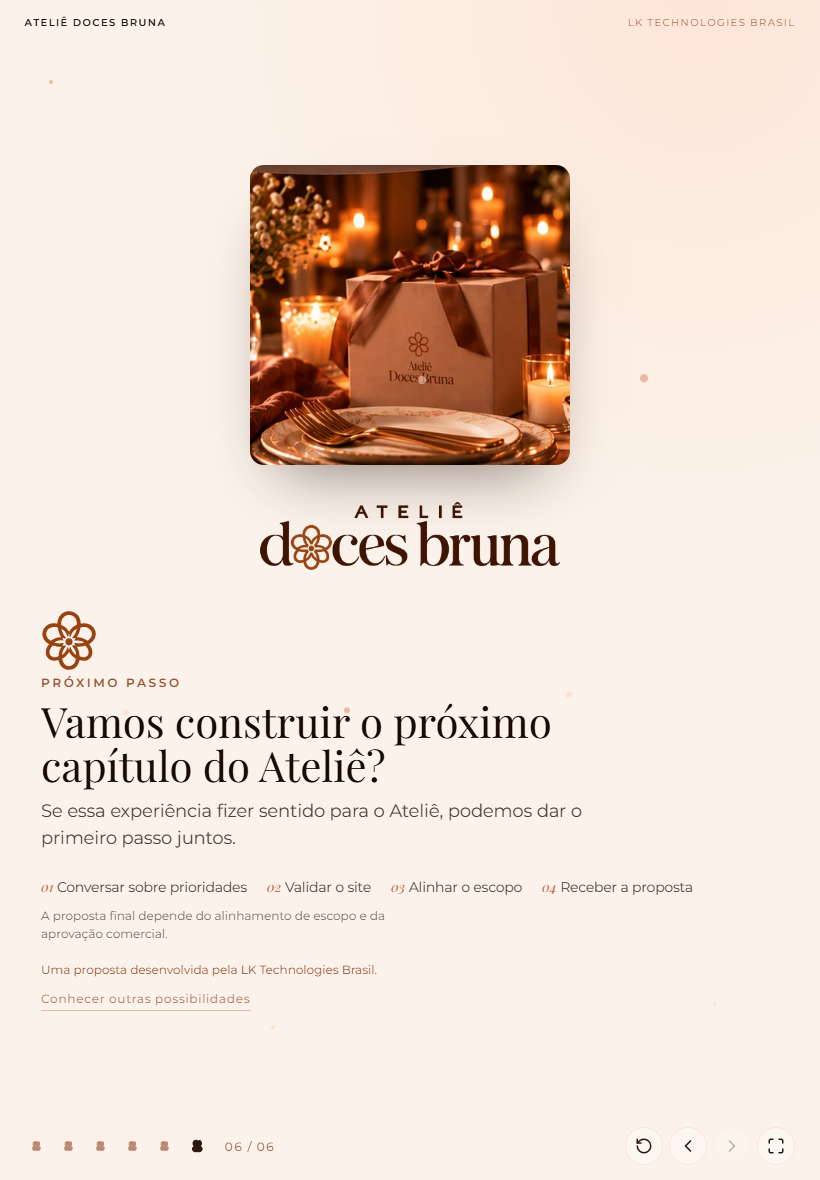 ATELIÊ DOCES BRUNA
LK TECHNOLOGIES BRASIL
Ateliê
Doces Bruna
ATELIÊ
doces bruna
PRÓXIMO PASSO
Vamos construir o próximo
capítulo do Ateliê?
Se essa experiência fizer sentido para o Ateliê, podemos dar o
primeiro passo juntos.
01 Conversar sobre prioridades 02 Validar o site 03 Alinhar o escopo 04 Receber a proposta
A proposta final depende do alinhamento de escopo e da
aprovação comercial.
Uma proposta desenvolvida pela LK Technologies Brasil.
Conhecer outras possibilidades
06 / 06